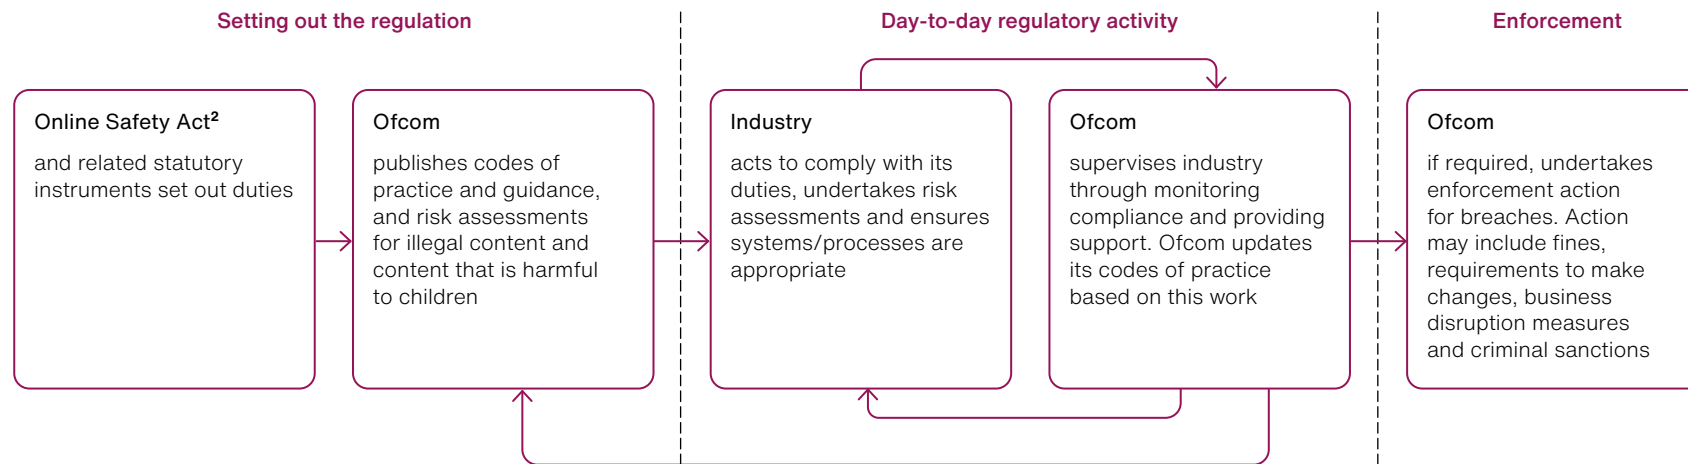 Setting out the regulation
Day-to-day regulatory activity
Enforcement
Online Safety Act²
and related statutory
instruments set out duties
Ofcom
publishes codes of
practice and guidance,
and risk assessments
for illegal content and
content that is harmful
to children
Industry
acts to comply with its
duties, undertakes risk
assessments and ensures
systems/processes are
appropriate
Ofcom
supervises industry
through monitoring
compliance and providing
support. Ofcom updates
its codes of practice
based on this work
Ofcom
if required, undertakes
enforcement action
for breaches. Action
may include fines,
requirements to make
changes, business
disruption measures
and criminal sanctions